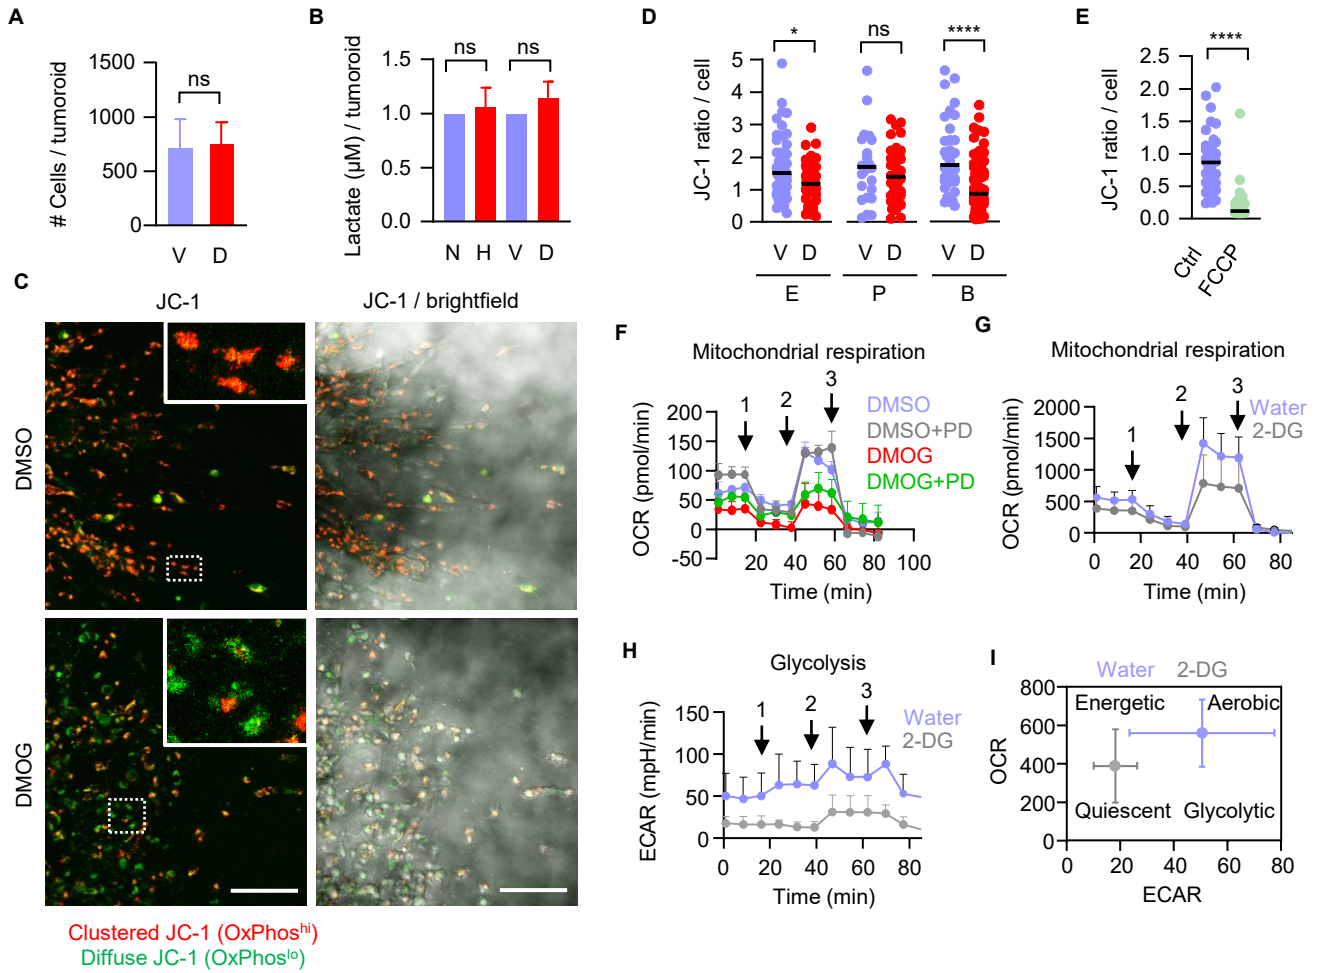 A
# Cells / tumoroid
1500
1000
500
0
ns
V D
B
Lactate (µM) / tumoroid
1.5
1.0
0.5
0.0
ns ns
N H V D
C
JC-1
JC-1 / brightfield
DMSO
DMOG
Clustered JC-1 (OxPhoshi)
Diffuse JC-1 (OxPhoslo)
D
JC-1 ratio / cell
5
4
3
2
1
0
* ns ****
V D V D V D
E P B
E
JC-1 ratio / cell
2.5
2.0
1.5
1.0
0.5
0.0
****
Ctrl
FCCP
F
Mitochondrial respiration
OCR (pmol/min)
200
150
100
50
0
-50
1 2 3
DMSO
DMSO+PD
DMOG
DMOG+PD
20 40 60 80 100
Time (min)
G
Mitochondrial respiration
OCR (pmol/min)
2000
1500
1000
500
0
1 2 3
Water
2-DG
0 20 40 60 80
Time (min)
H
Glycolysis
ECAR (mpH/min)
150
100
50
0
1 2 3
Water
2-DG
0 20 40 60 80
Time (min)
I
Water 2-DG
OCR
800
600
400
200
0
Energetic Aerobic
Quiescent Glycolytic
0 20 40 60 80
ECAR